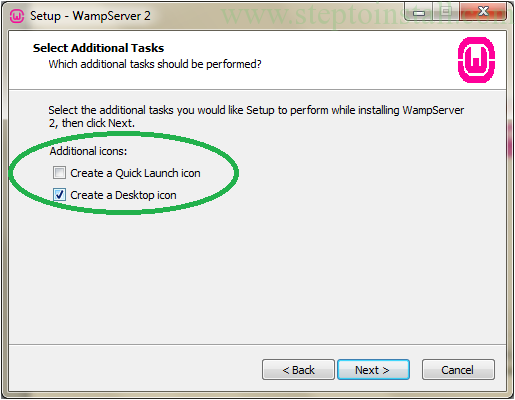 www.steptoinstall.com
Setup - WampServer 2
Select Additional Tasks
Which additional tasks should be performed?
Select the additional tasks you would like Setup to perform while installing WampServer
2, then click Next.
Additional icons:
Create a Quick Launch icon
Create a Desktop icon
< Back
Next >
Cancel